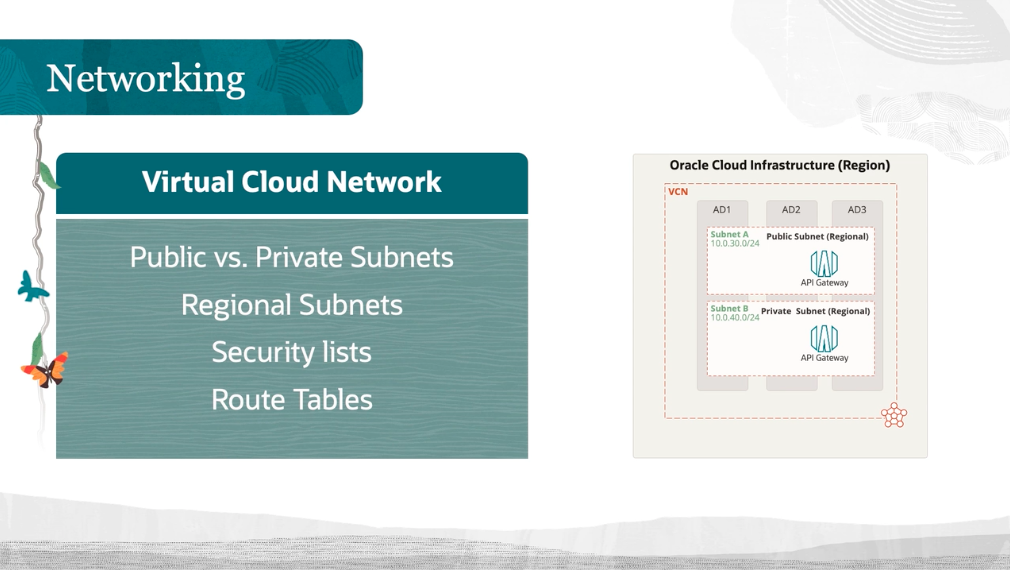 Networking
Virtual Cloud Network
Public vs. Private Subnets
Regional Subnets
Security lists
Route Tables
Oracle Cloud Infrastructure (Region)
VCN
AD1 AD2 AD3
Subnet A Public Subnet (Regional)
10.0.30.0/24
API Gateway
Subnet B Private Subnet (Regional)
10.0.40.0/24
API Gateway